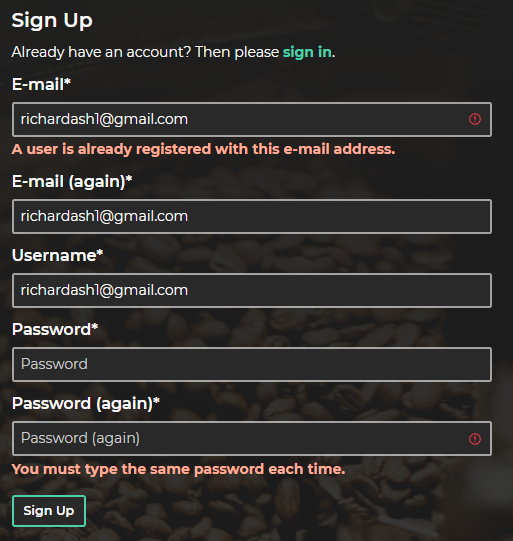 Sign Up
Already have an account? Then please sign in.
E-mail*
richardash1@gmail.com
A user is already registered with this e-mail address.
E-mail (again)*
richardash1@gmail.com
Username*
richardash1@gmail.com
Password*
Password
Password (again)*
Password (again)
You must type the same password each time.
Sign Up